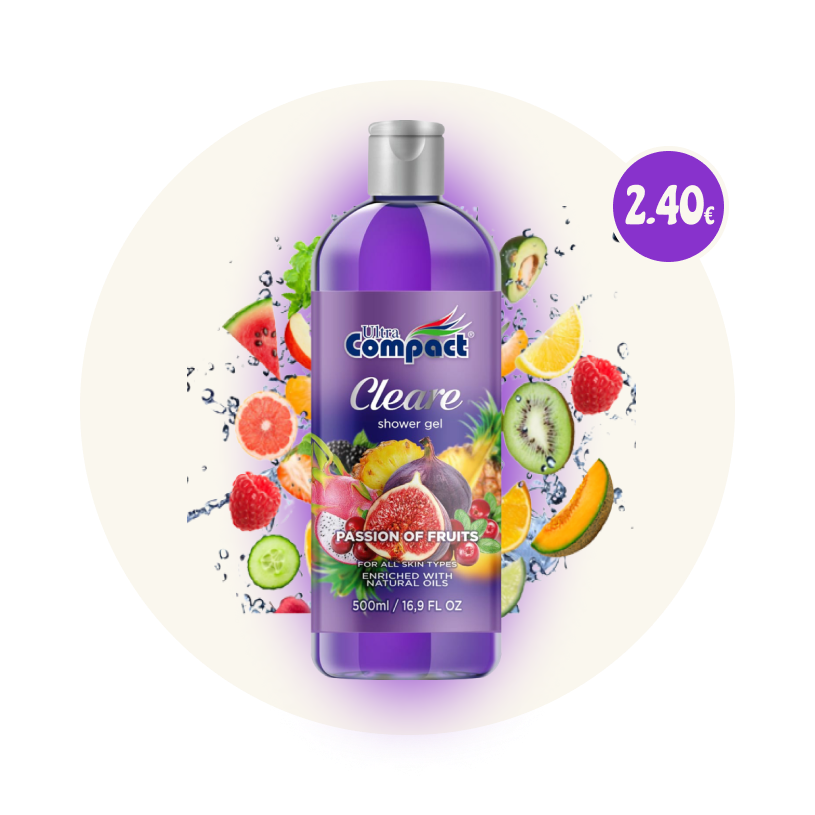 2.40€
Ultra
Compact®
Cleare
shower gel
PASSION OF FRUITS
FOR ALL SKIN TYPES
ENRICHED WITH
NATURAL OILS
500ml / 16,9 FL OZ